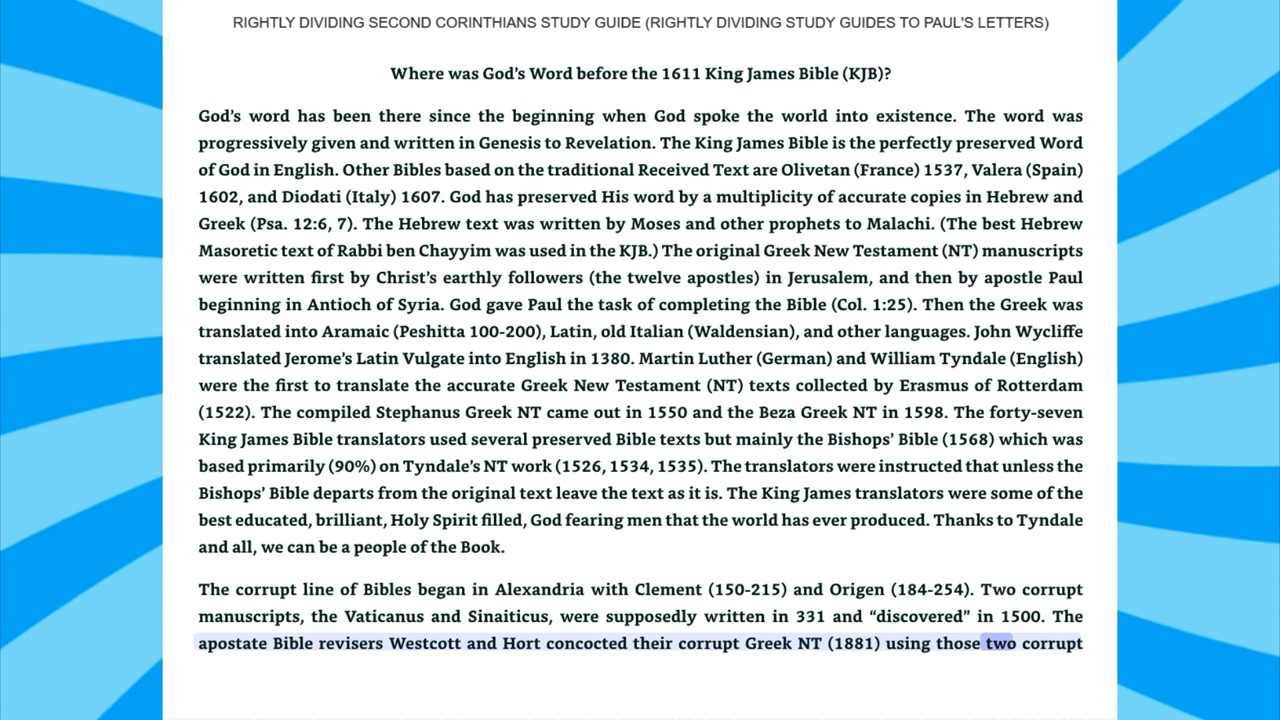 RIGHTLY DIVIDING SECOND CORINTHIANS STUDY GUIDE (RIGHTLY DIVIDING STUDY GUIDES TO PAUL'S LETTERS)
Where was God’s Word before the 1611 King James Bible (KJB)?
God’s word has been there since the beginning when God spoke the world into existence. The word was
progressively given and written in Genesis to Revelation. The King James Bible is the perfectly preserved Word
of God in English. Other Bibles based on the traditional Received Text are Olivetan (France) 1537, Valera (Spain)
1602, and Diodati (Italy) 1607. God has preserved His word by a multiplicity of accurate copies in Hebrew and
Greek (Psa. 12:6, 7). The Hebrew text was written by Moses and other prophets to Malachi. (The best Hebrew
Masoretic text of Rabbi ben Chayyim was used in the KJB.) The original Greek New Testament (NT) manuscripts
were written first by Christ’s earthly followers (the twelve apostles) in Jerusalem, and then by apostle Paul
beginning in Antioch of Syria. God gave Paul the task of completing the Bible (Col. 1:25). Then the Greek was
translated into Aramaic (Peshitta 100-200), Latin, old Italian (Waldensian), and other languages. John Wycliffe
translated Jerome’s Latin Vulgate into English in 1380. Martin Luther (German) and William Tyndale (English)
were the first to translate the accurate Greek New Testament (NT) texts collected by Erasmus of Rotterdam
(1522). The compiled Stephanus Greek NT came out in 1550 and the Beza Greek NT in 1598. The forty-seven
King James Bible translators used several preserved Bible texts but mainly the Bishops’ Bible (1568) which was
based primarily (90%) on Tyndale’s NT work (1526, 1534, 1535). The translators were instructed that unless the
Bishops’ Bible departs from the original text leave the text as it is. The King James translators were some of the
best educated, brilliant, Holy Spirit filled, God fearing men that the world has ever produced. Thanks to Tyndale
and all, we can be a people of the Book.
The corrupt line of Bibles began in Alexandria with Clement (150-215) and Origen (184-254). Two corrupt
manuscripts, the Vaticanus and Sinaiticus, were supposedly written in 331 and “discovered” in 1500. The
apostate Bible revisers Westcott and Hort concocted their corrupt Greek NT (1881) using those two corrupt